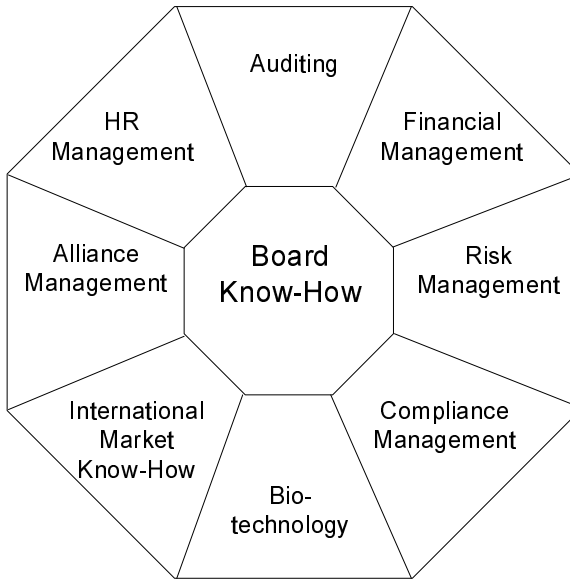 Auditing
Financial
Management
Risk
Management
Compliance
Management
Bio-
technology
International
Market
Know-How
Alliance
Management
HR
Management
Board
Know-How